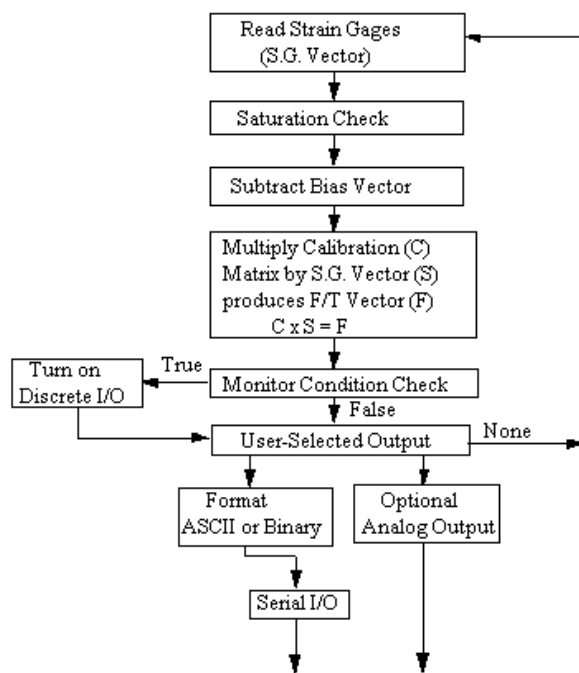 Read Strain Gages
(S.G. Vector)
Saturation Check
Subtract Bias Vector
Multiply Calibration (C)
Matrix by S.G. Vector (S)
produces F/T Vector (F)
C x S = F
True
Turn on
Discrete I/O
Monitor Condition Check
False
User-Selected Output
None
Format
ASCII or Binary
Optional
Analog Output
Serial I/O